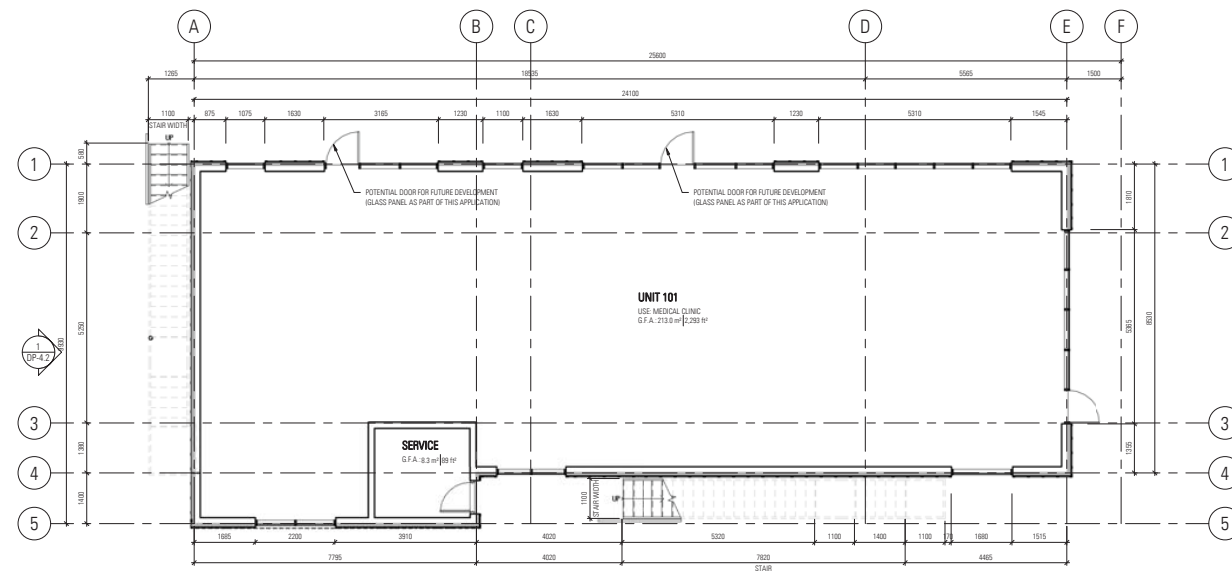 A B C D E F
25600
1265 18535 5565 1500
24100
1100 875 1075 1630 3165 1230 1100 1630 5310 1230 5310 1545
STAIR WIDTH
UP
580
1 1
POTENTIAL DOOR FOR FUTURE DEVELOPMENT
(GLASS PANEL AS PART OF THIS APPLICATION)
POTENTIAL DOOR FOR FUTURE DEVELOPMENT
(GLASS PANEL AS PART OF THIS APPLICATION)
1900 1810
2 2
UNIT 101
USE: MEDICAL CLINIC
G.F.A.: 213.0 m² 2,293 ft²
5250 5365 8530
1
DP-4.2
3 3
SERVICE
G.F.A.: 8.3 m² 89 ft²
1380 1355
4 4
1400
1100
STAIR WIDTH
UP
5 5
1685 2200 3910 4020 5320 1100 1400 1100 170 1680 1515
7795 4020 7820 4465
STAIR